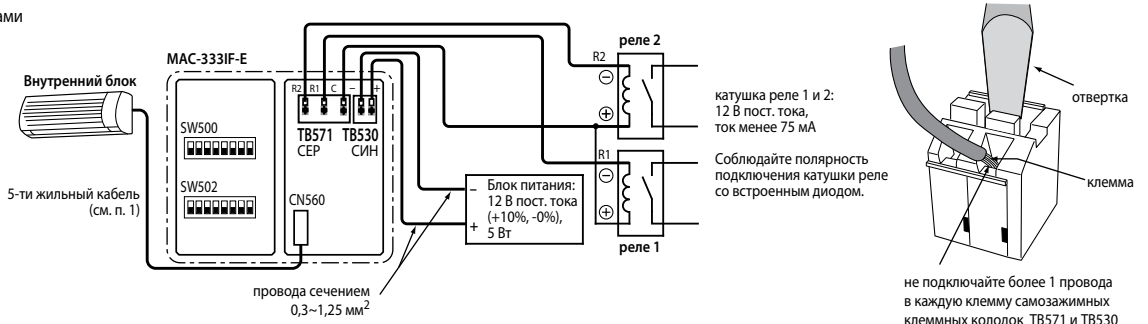 ами
MAC-333IF-E
Внутренний блок
5-ти жильный кабель
(см. п. 1)
SW500
SW502
R2 R1 C − +
TB571 TB530
СЕР СИН
CN560
провода сечением
0,3~1,25 мм²
− Блок питания:
12 В пост. тока
(+10%, -0%),
+ 5 Вт
реле 2
R2
−
+
R1
−
+
реле 1
катушка реле 1 и 2:
12 В пост. тока,
ток менее 75 мА
Соблюдайте полярность
подключения катушки реле
со встроенным диодом.
отвертка
клемма
не подключайте более 1 провода
в каждую клемму самозажимных
клеммных колодок TB571 и TB530